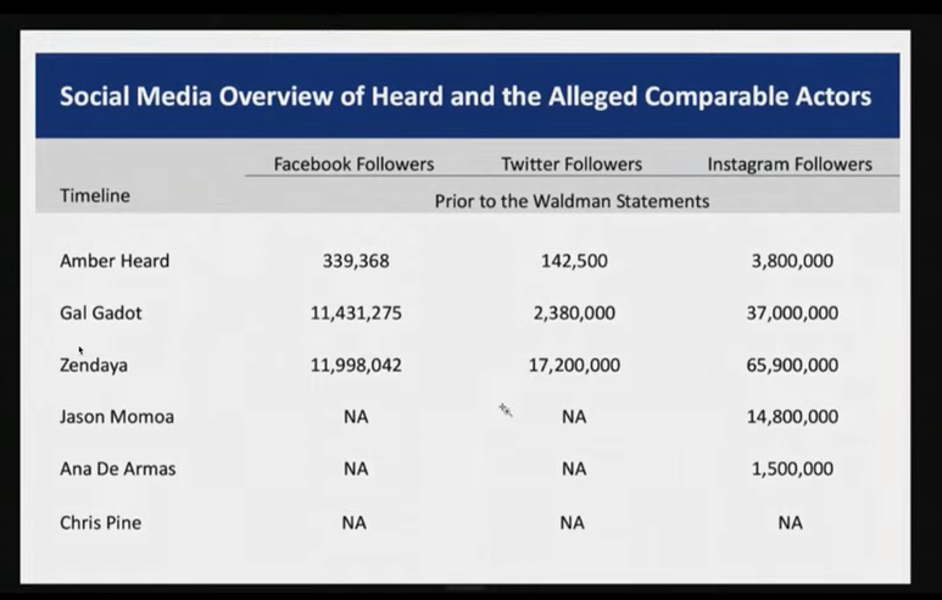 Social Media Overview of Heard and the Alleged Comparable Actors
Facebook Followers Twitter Followers Instagram Followers
Timeline Prior to the Waldman Statements
Amber Heard 339,368 142,500 3,800,000
Gal Gadot 11,431,275 2,380,000 37,000,000
Zendaya 11,998,042 17,200,000 65,900,000
Jason Momoa NA NA 14,800,000
Ana De Armas NA NA 1,500,000
Chris Pine NA NA NA